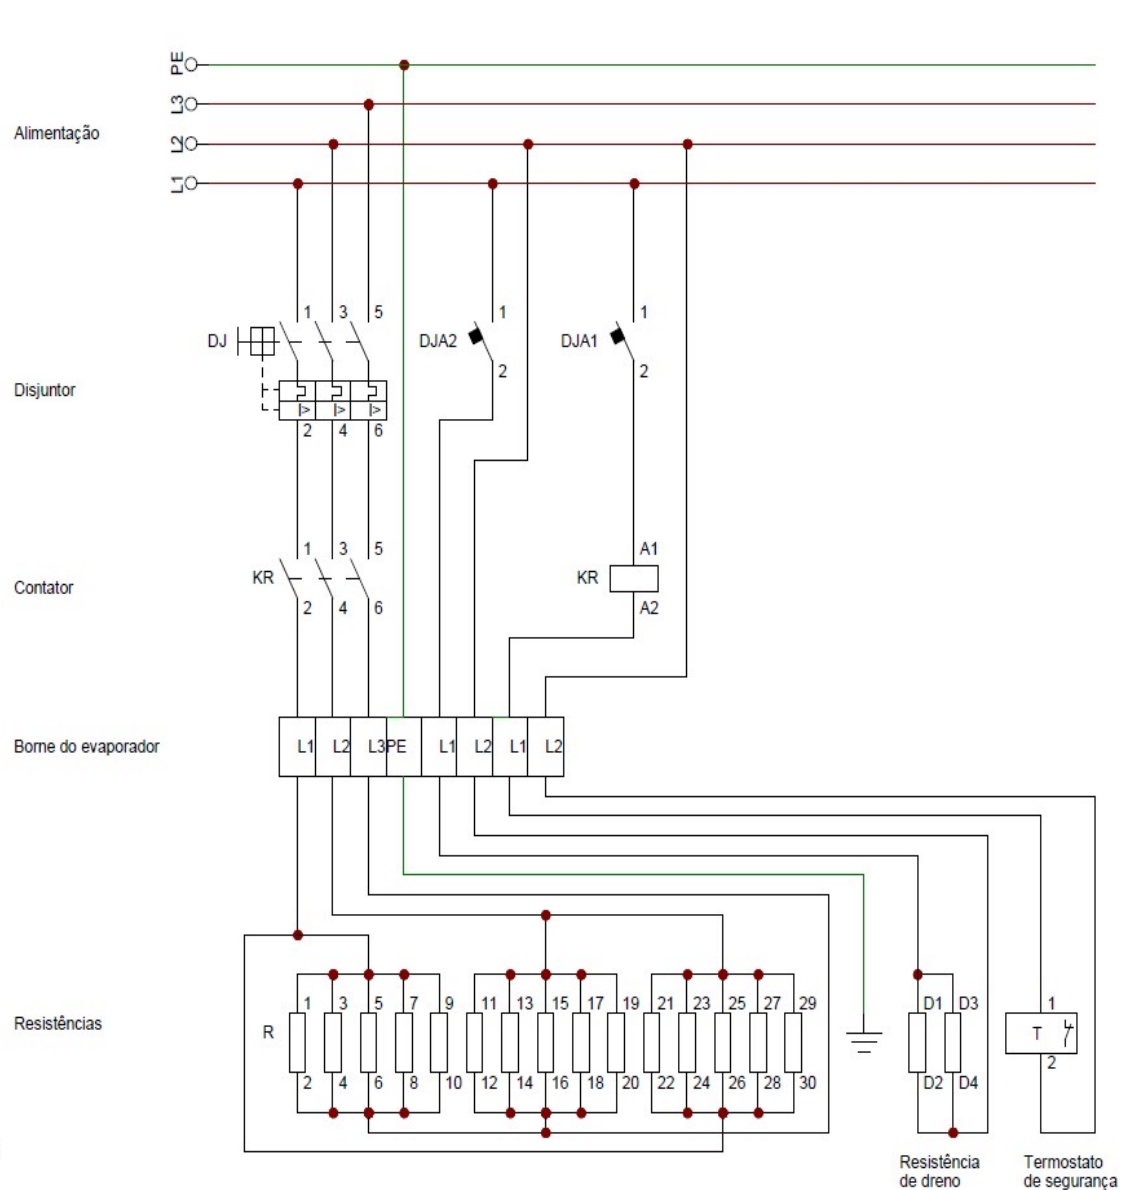 PE
L3
Alimentação
L2
L1
1 3 5 1 1
DJ DJA2 DJA1
2 2
Disjuntor
I> I> I>
2 4 6
1 3 5 A1
KR KR
Contator
2 4 6 A2
Borne do evaporador L1 L2 L3 PE L1 L2 L1 L2
1 3 5 7 9 11 13 15 17 19 21 23 25 27 29 D1 D3 1
Resistências R T
2 4 6 8 10 12 14 16 18 20 22 24 26 28 30 D2 D4 2
Resistência
de dreno
Termostato
de segurança